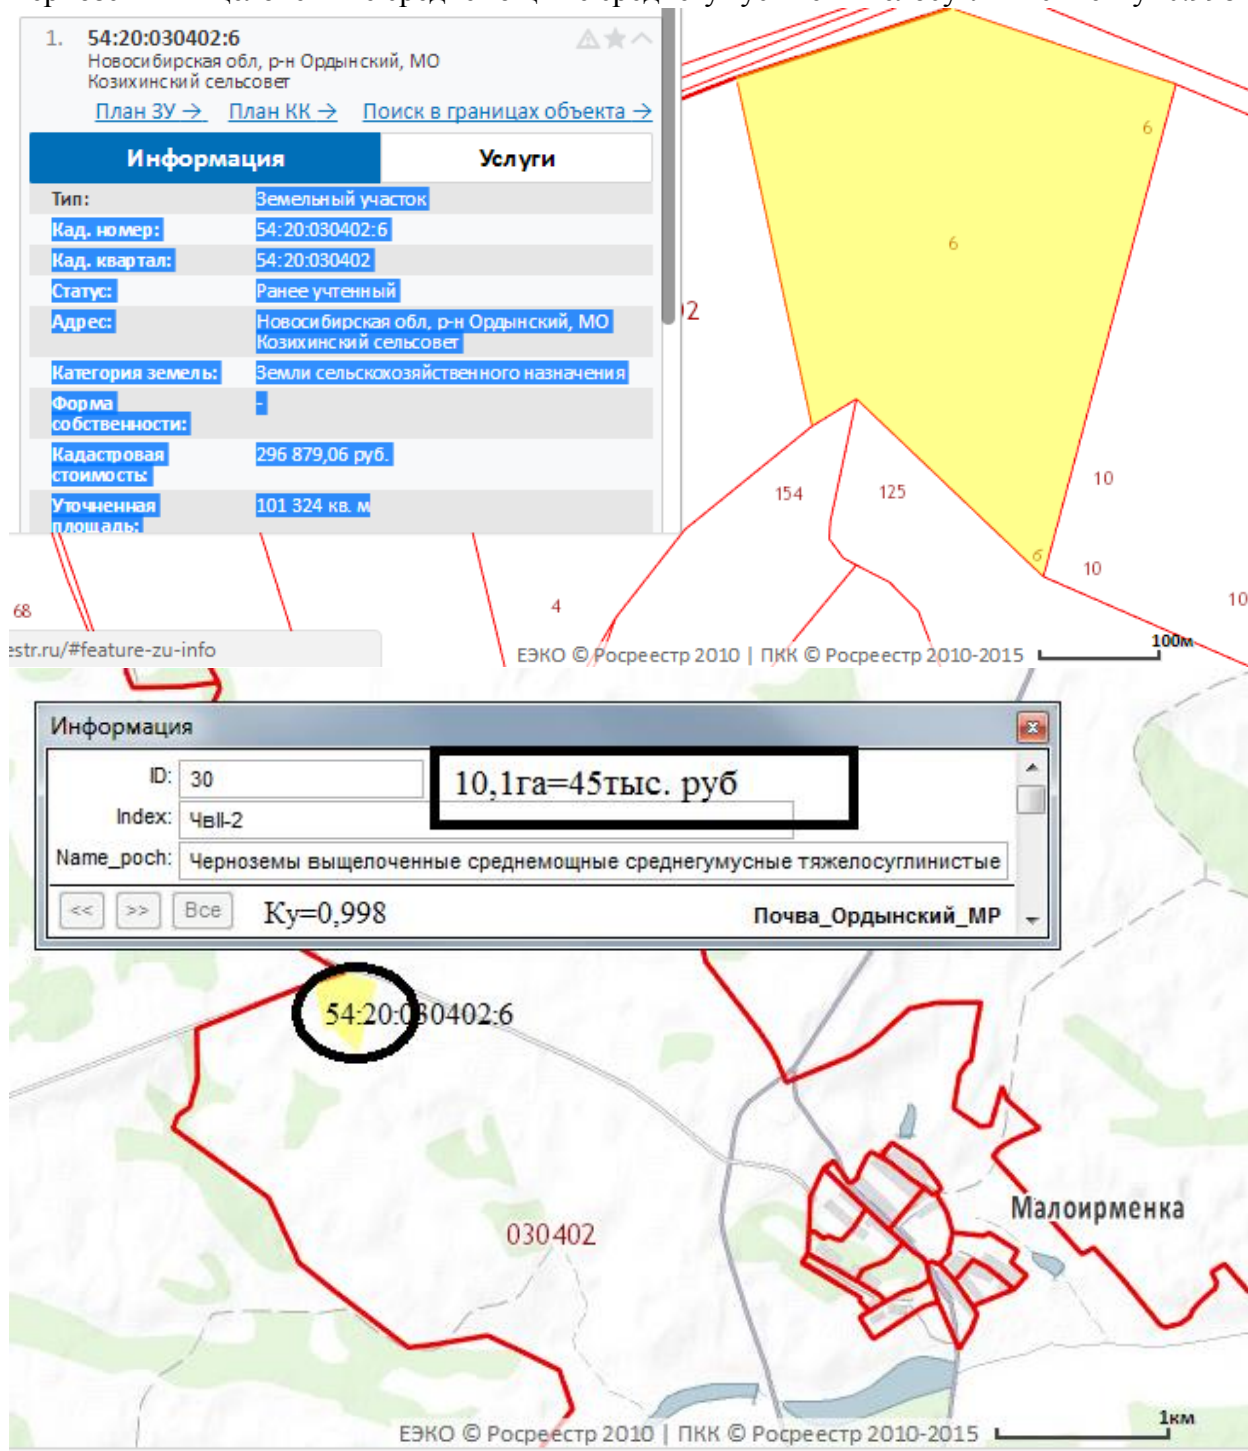 1. 54:20:030402:6
Новосибирская обл, р-н Ордынский, МО
Козихинский сельсовет
План ЗУ → План КК → Поиск в границах объекта →
Информация Услуги
Тип: Земельный участок
Кад. номер: 54:20:030402:6
Кад. квартал: 54:20:030402
Статус: Ранее учтенный
Адрес: Новосибирская обл, р-н Ордынский, МО
Козихинский сельсовет
Категория земель: Земли сельскохозяйственного назначения
Форма
собственности: -
Кадастровая
стоимость: 296 879,06 руб.
Уточненная
площадь: 101 324 кв. м
6
6
02
154
125
10
6
10
10
68
4
estr.ru/#feature-zu-info
ЕЭКО © Росреестр 2010 | ПКК © Росреестр 2010-2015
100м
Информация
ID: 30
10,1га=45тыс. руб
Index: ЧвII-2
Name_poch: Черноземы выщелоченные среднемощные среднегумусные тяжелосуглинистые
<< >> Все Ку=0,998 Почва_Ордынский_МР
54:20:030402:6
Малоирменка
030402
1км
ЕЭКО © Росреестр 2010 | ПКК © Росреестр 2010-2015